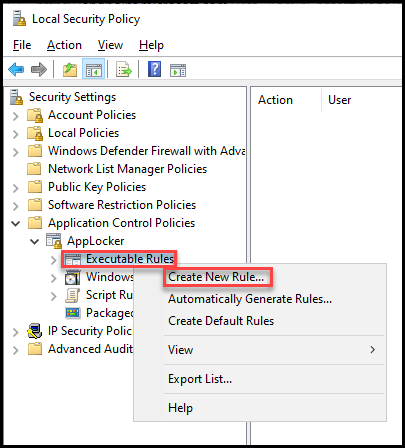 Local Security Policy
File Action View Help
Security Settings
Account Policies
Local Policies
Windows Defender Firewall with Adva
Network List Manager Policies
Public Key Policies
Software Restriction Policies
Application Control Policies
AppLocker
Executable Rules
Windows
Script Ru
Packaged
IP Security Polic
Advanced Audit
Action User
Create New Rule...
Automatically Generate Rules...
Create Default Rules
View
Export List...
Help